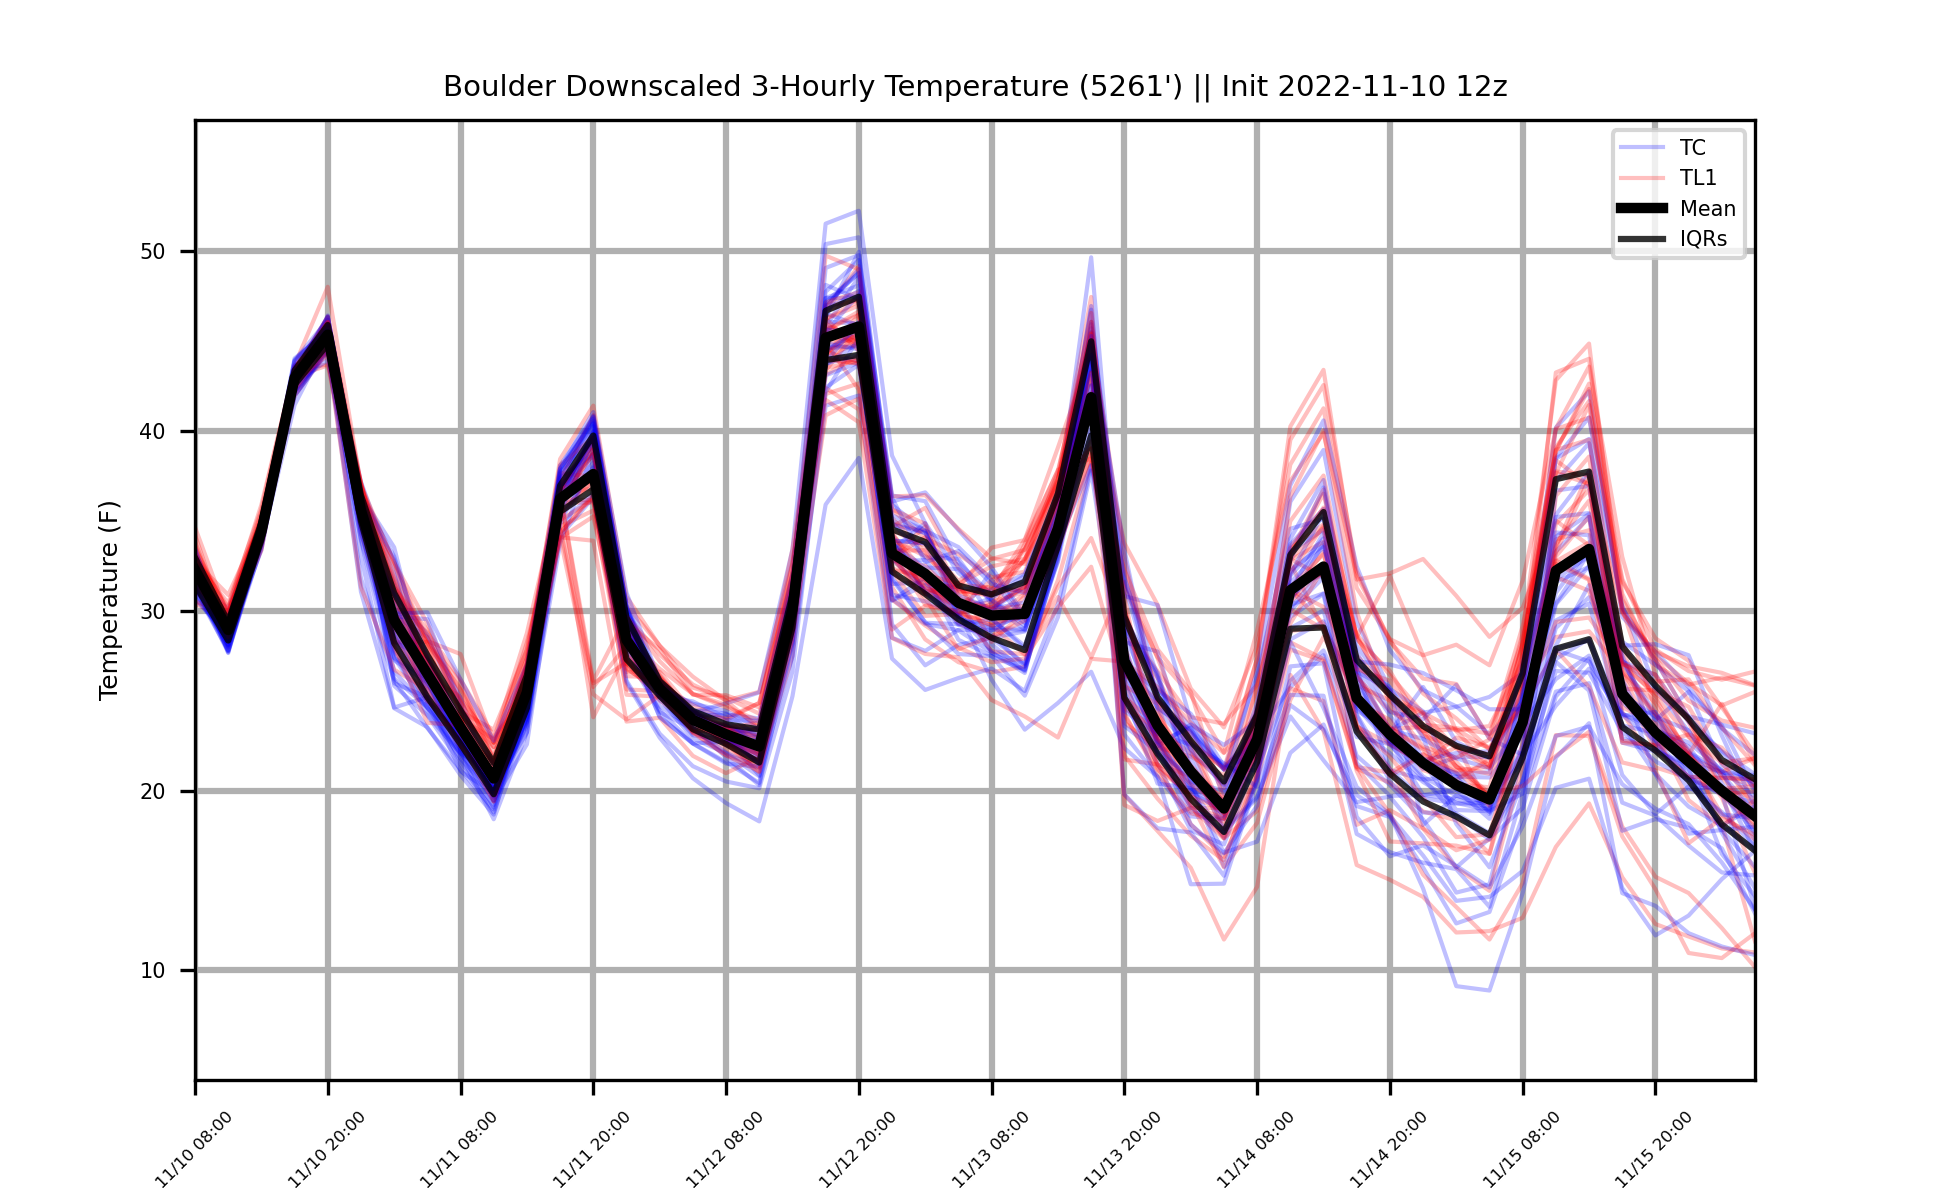 Boulder Downscaled 3-Hourly Temperature (5261') || Init 2022-11-10 12z
TC
TL1
Mean
IQRs
Temperature (F)
50
40
30
20
10
11/10 08:00
11/10 20:00
11/11 08:00
11/11 20:00
11/12 08:00
11/12 20:00
11/13 08:00
11/13 20:00
11/14 08:00
11/14 20:00
11/15 08:00
11/15 20:00